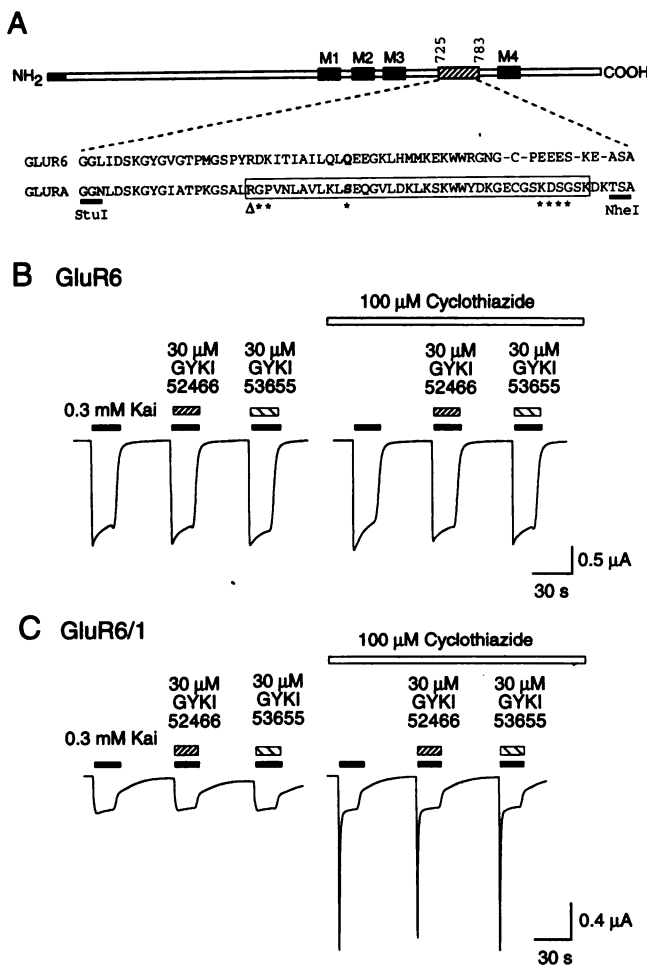 A
725 783
M1 M2 M3 M4
NH2 COOH
GLUR6 GGLIDSKGYGVGTPMGSPYRDKITIAILQLQEEGKLHMMKEKWWRGNG-C-PEEES-KE-ASA
GLURA GGNLDSKGYGIATPKGSALRGPVNLAVLKLSEQGVLDKLKSKWWYDKGECGSKDSGSKDKTSA
StuI Δ** * **** NheI
B GluR6
100 µM Cyclothiazide
30 µM 30 µM 30 µM 30 µM
GYKI GYKI GYKI GYKI
52466 53655 52466 53655
0.3 mM Kai
0.5 µA
30 s
C GluR6/1
100 µM Cyclothiazide
30 µM 30 µM 30 µM 30 µM
GYKI GYKI GYKI GYKI
52466 53655 52466 53655
0.3 mM Kai
0.4 µA
30 s